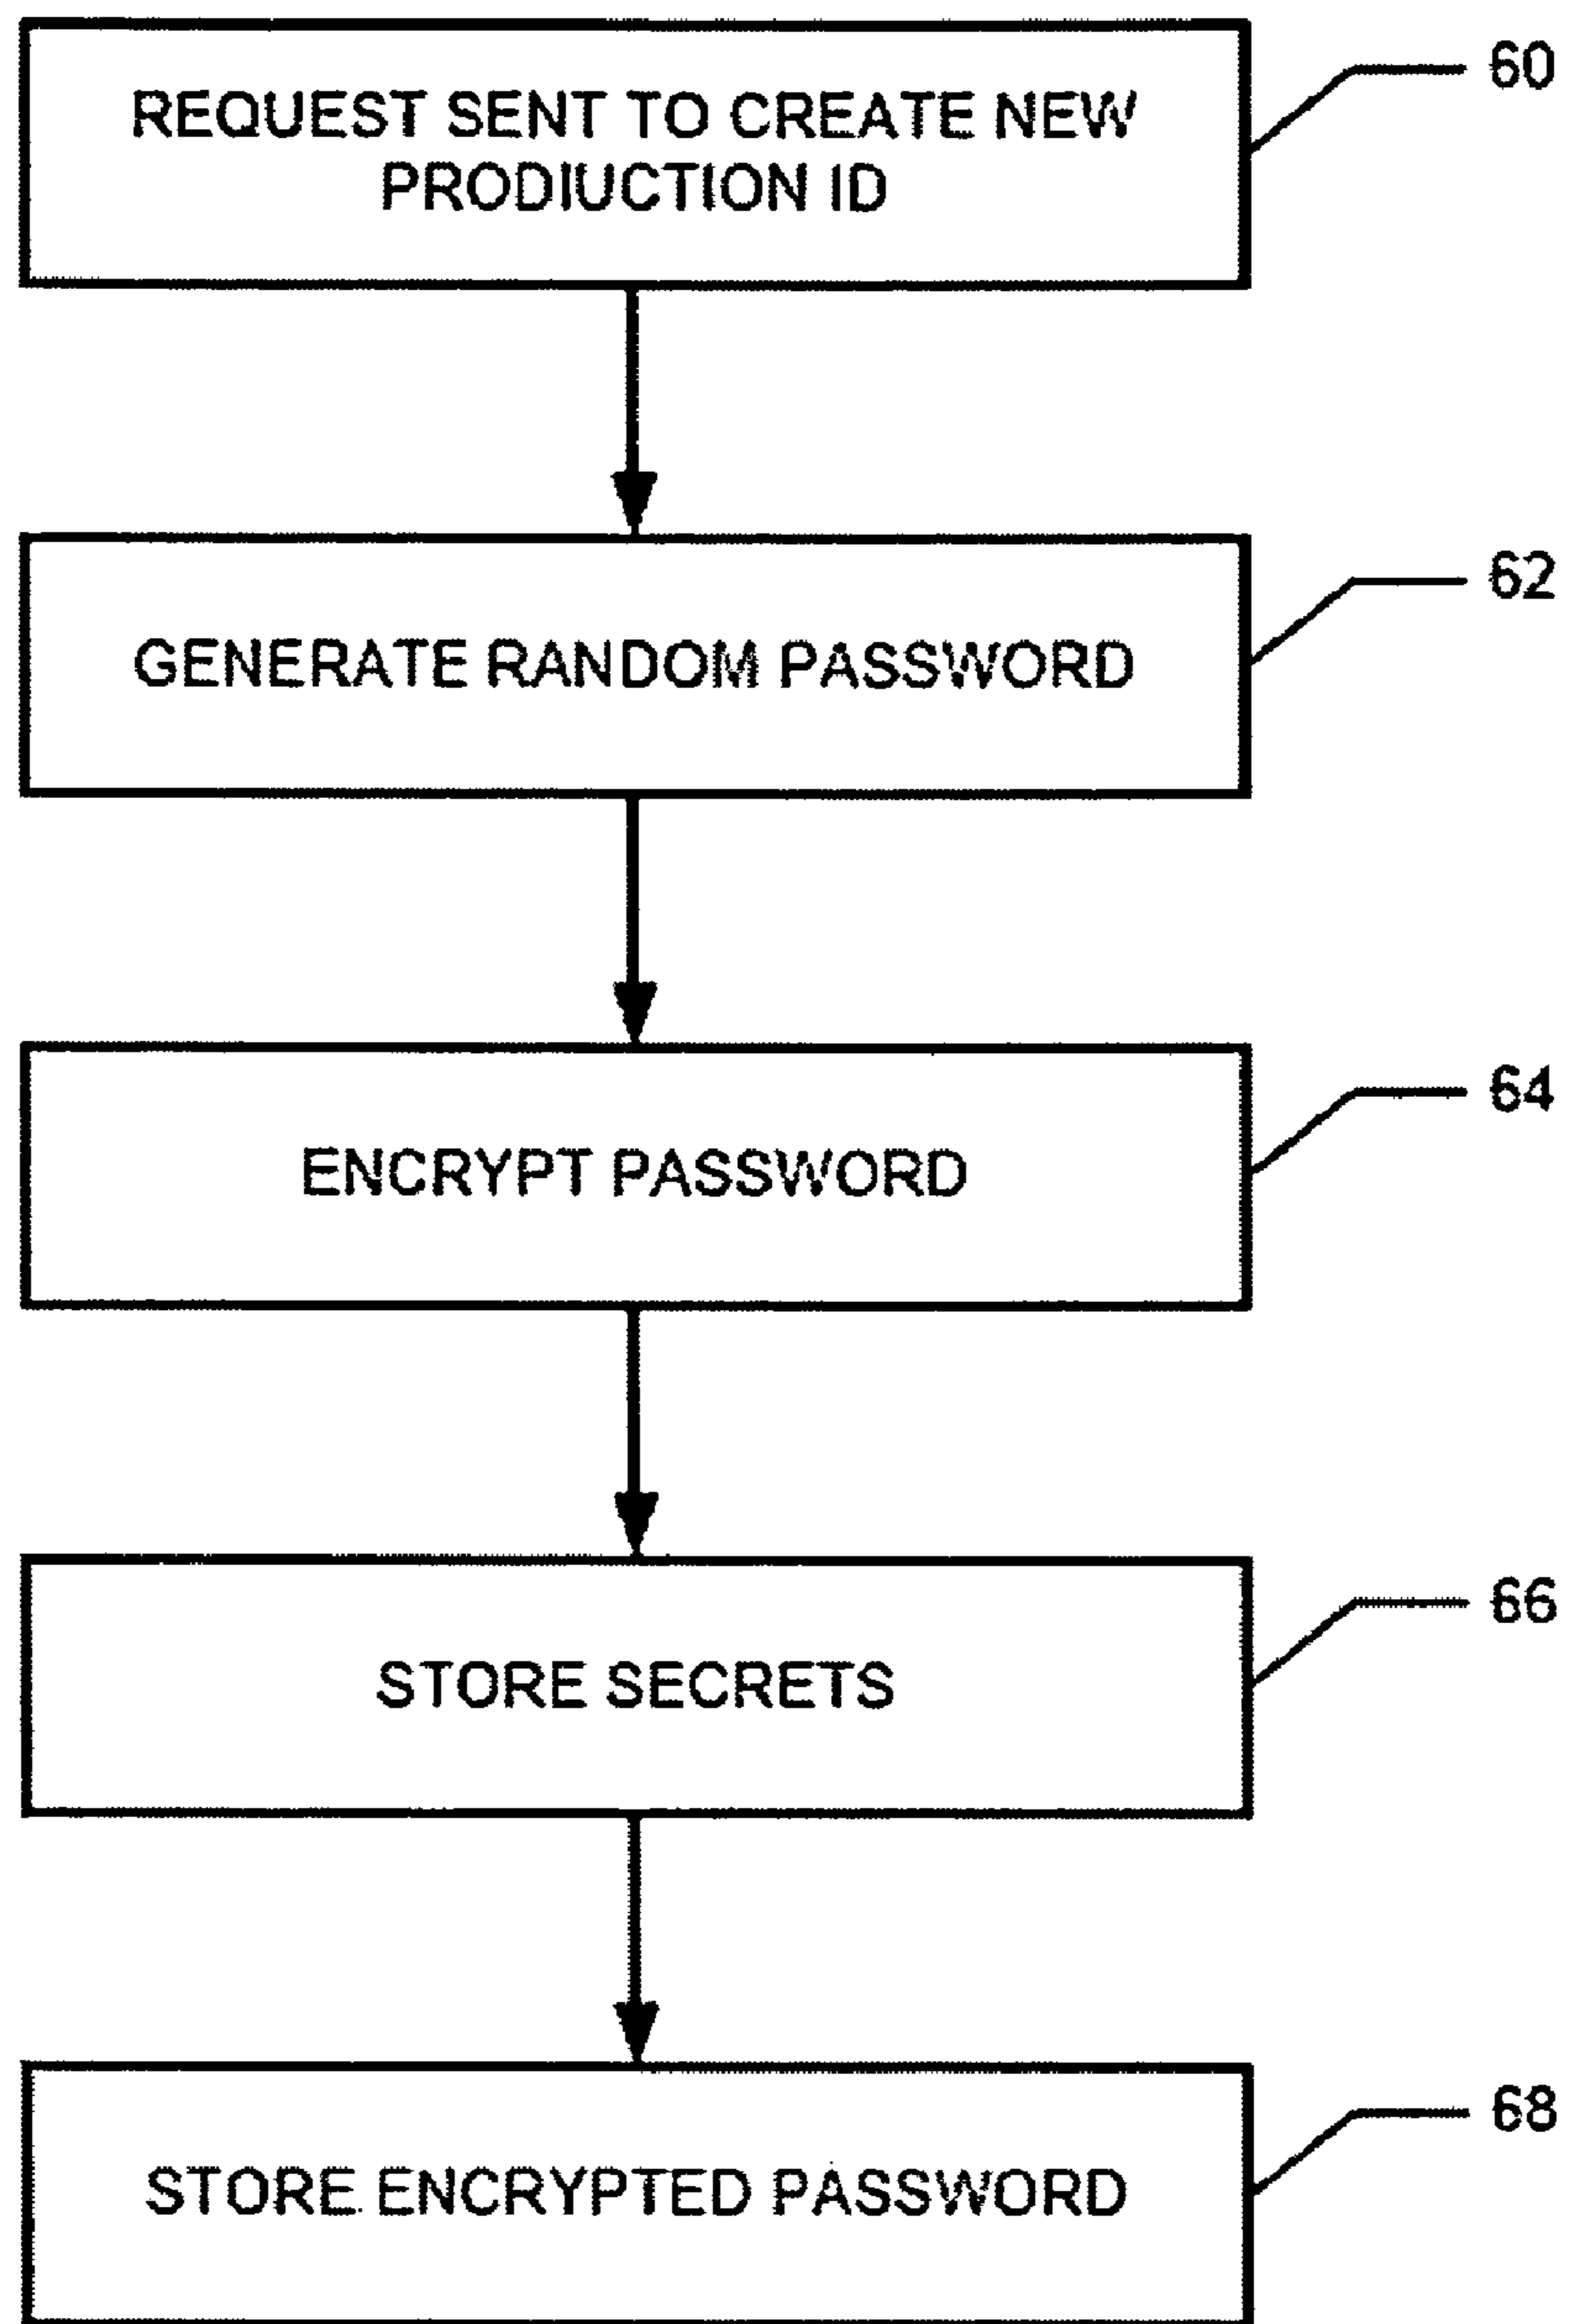 REQUEST SENT TO CREATE NEW
PRODIUCTION ID
60
GENERATE RANDOM PASSWORD
62
ENCRYPT PASSWORD
64
STORE SECRETS
66
STORE ENCRYPTED PASSWORD
68